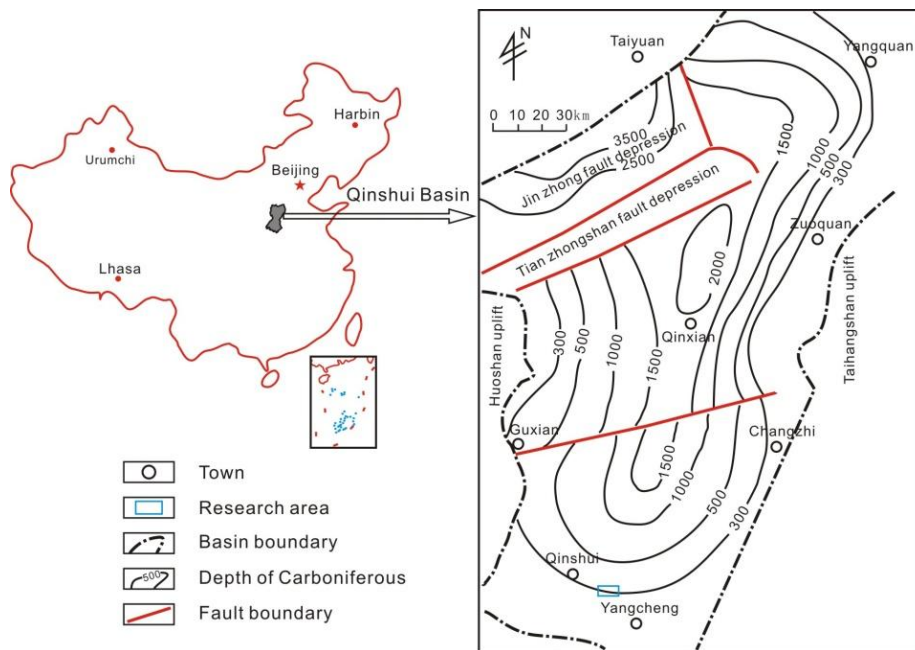 Harbin
Urumchi
Beijing
Qinshui Basin
Lhasa
Town
Research area
Basin boundary
500
Depth of Carboniferous
Fault boundary
N
Taiyuan
Yangquan
0 10 20 30km
3500
Jin zhong fault depression
2500
1500
1000
500
300
Tian zhongshan fault depression
Zuoquan
2000
Qinxian
Huoshan uplift
Taihangshan uplift
300
500
1000
1500
Guxian
Changzhi
1500
1000
500
300
Qinshui
Yangcheng